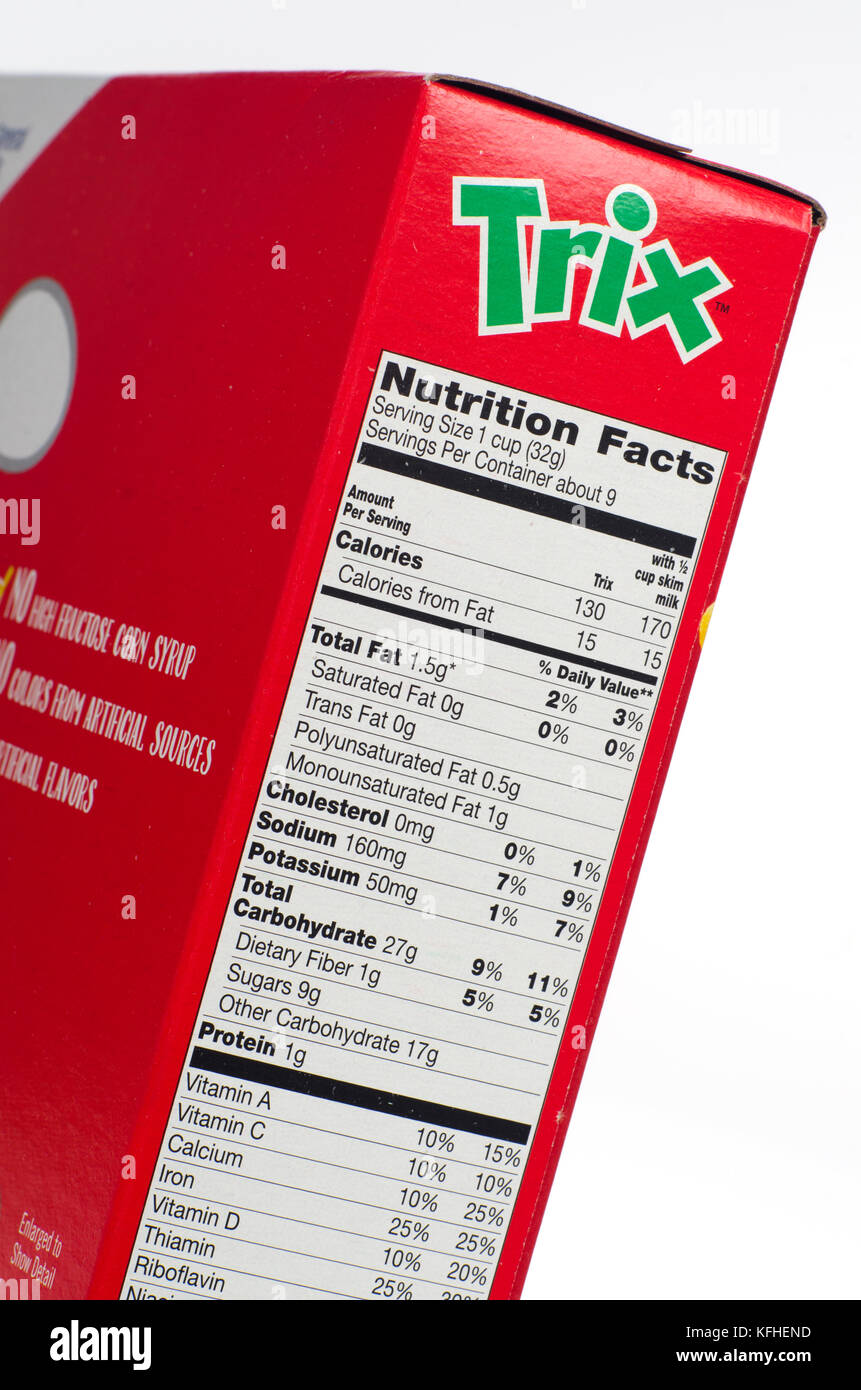 Trix™
Nutrition Facts
Serving Size 1 cup (32g)
Servings Per Container about 9
Amount
Per Serving Trix with ½ cup skim milk
Calories 130 170
Calories from Fat 15 15
% Daily Value**
Total Fat 1.5g* 2% 3%
Saturated Fat 0g 0% 0%
Trans Fat 0g
Polyunsaturated Fat 0.5g
Monounsaturated Fat 1g
Cholesterol 0mg 0% 1%
Sodium 160mg 7% 9%
Potassium 50mg 1% 7%
Total
Carbohydrate 27g 9% 11%
Dietary Fiber 1g 5% 5%
Sugars 9g
Other Carbohydrate 17g
Protein 1g
Vitamin A 10% 15%
Vitamin C 10% 10%
Calcium 10% 25%
Iron 25% 25%
Vitamin D 10% 20%
Thiamin 25% 30%
Riboflavin
NO HIGH FRUCTOSE CORN SYRUP
NO COLORS FROM ARTIFICIAL SOURCES
ARTIFICIAL FLAVORS
Enlarged to
Show Detail
alamy
Image ID: KFHEND
www.alamy.com